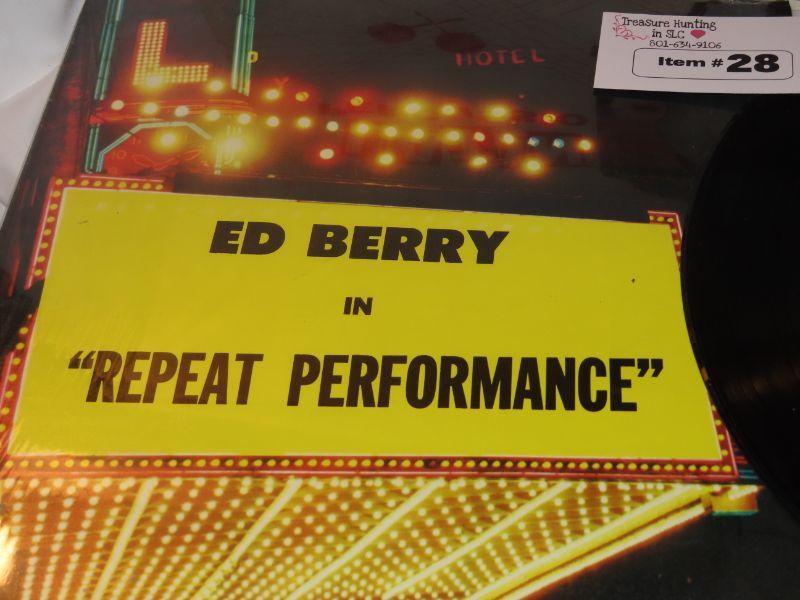 Treasure Hunting
in SLC
801-634-9106
Item # 28
HOTEL
L
ED BERRY
IN
“REPEAT PERFORMANCE”